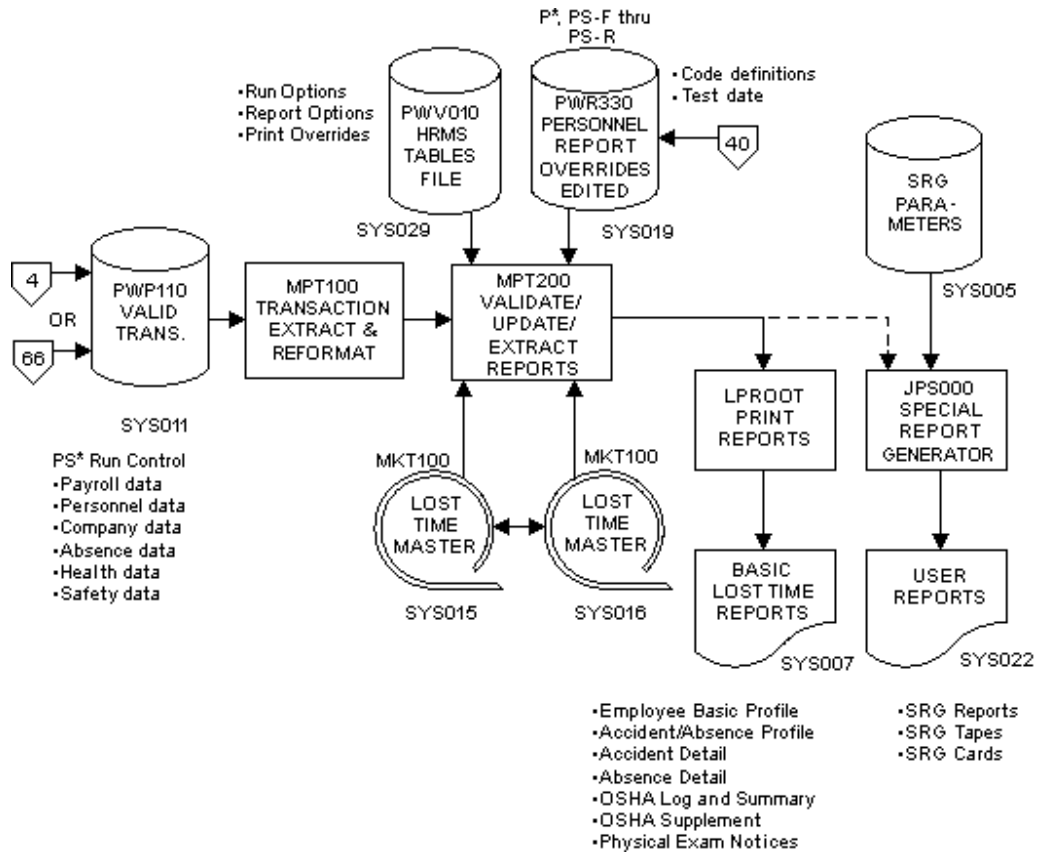 P*, PS-F thru
PS-R
•Run Options
•Report Options
•Print Overrides
PWV010
HRMS
TABLES
FILE
SYS029
PWR330
PERSONNEL
REPORT
OVERRIDES
EDITED
SYS019
•Code definitions
•Test date
40
SRG
PARA-
METERS
SYS005
4
OR
66
PWP110
VALID
TRANS.
SYS011
MPT100
TRANSACTION
EXTRACT &
REFORMAT
MPT200
VALIDATE/
UPDATE/
EXTRACT
REPORTS
LPROOT
PRINT
REPORTS
JPS000
SPECIAL
REPORT
GENERATOR
PS* Run Control
•Payroll data
•Personnel data
•Company data
•Absence data
•Health data
•Safety data
MKT100
LOST
TIME
MASTER
SYS015
MKT100
LOST
TIME
MASTER
SYS016
BASIC
LOST TIME
REPORTS
SYS007
USER
REPORTS
SYS022
•Employee Basic Profile
•Accident/Absence Profile
•Accident Detail
•Absence Detail
•OSHA Log and Summary
•OSHA Supplement
•Physical Exam Notices
•SRG Reports
•SRG Tapes
•SRG Cards